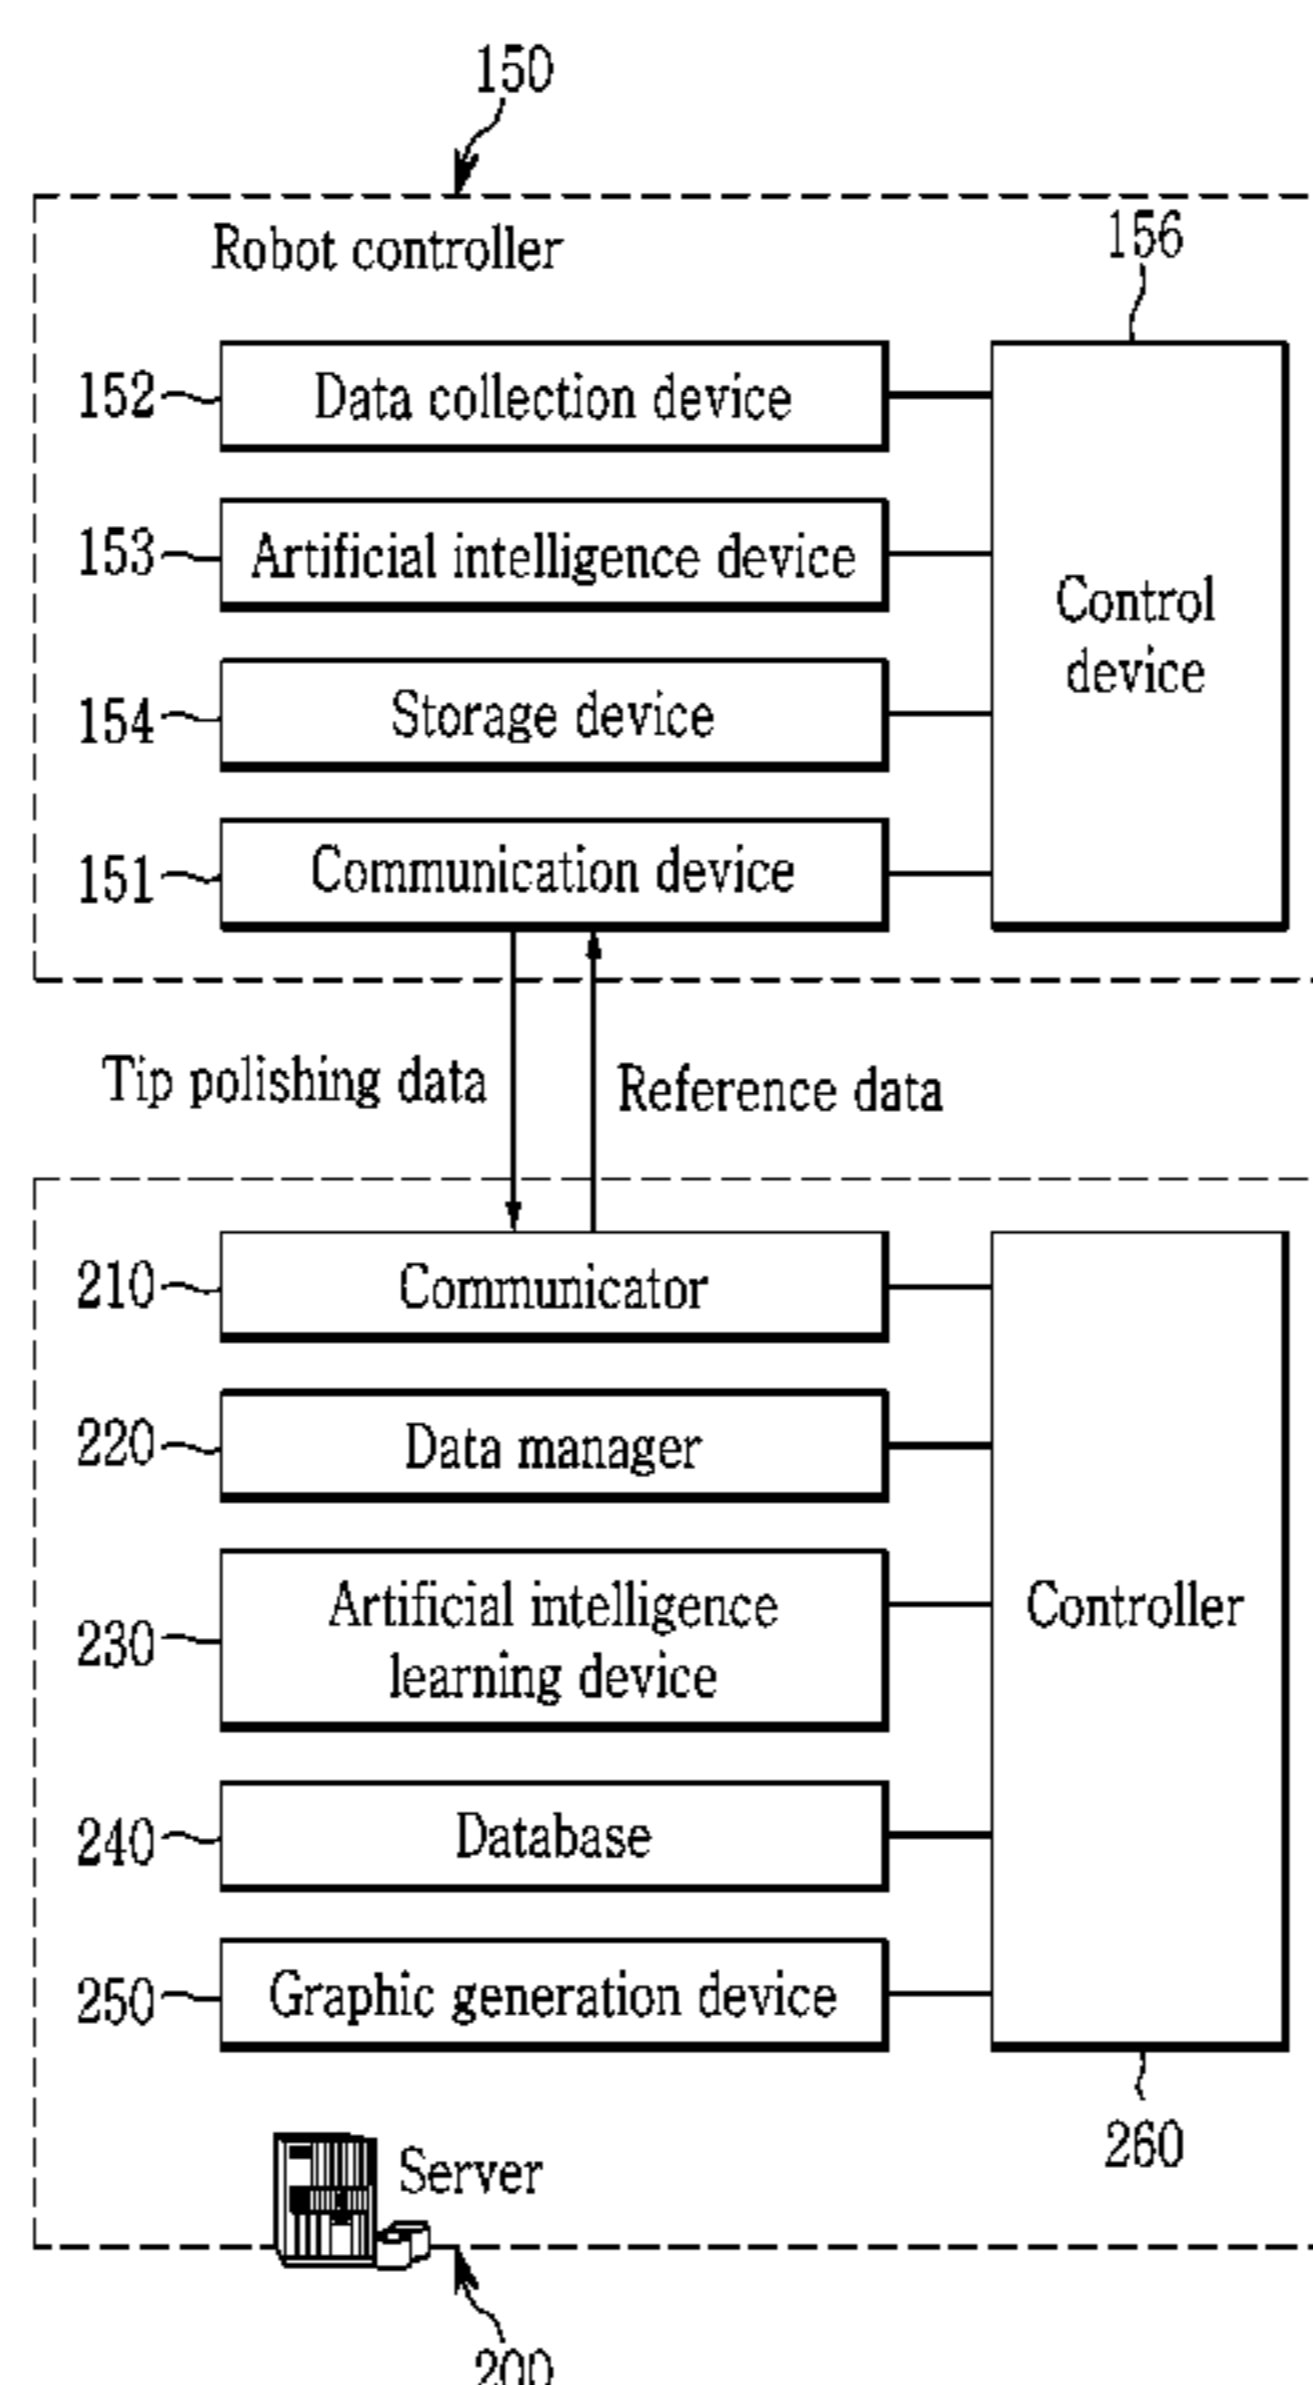 150
Robot controller
156
152
Data collection device
153
Artificial intelligence device
Control
device
154
Storage device
151
Communication device
Tip polishing data
Reference data
210
Communicator
220
Data manager
230
Artificial intelligence
learning device
Controller
240
Database
250
Graphic generation device
260
Server
200